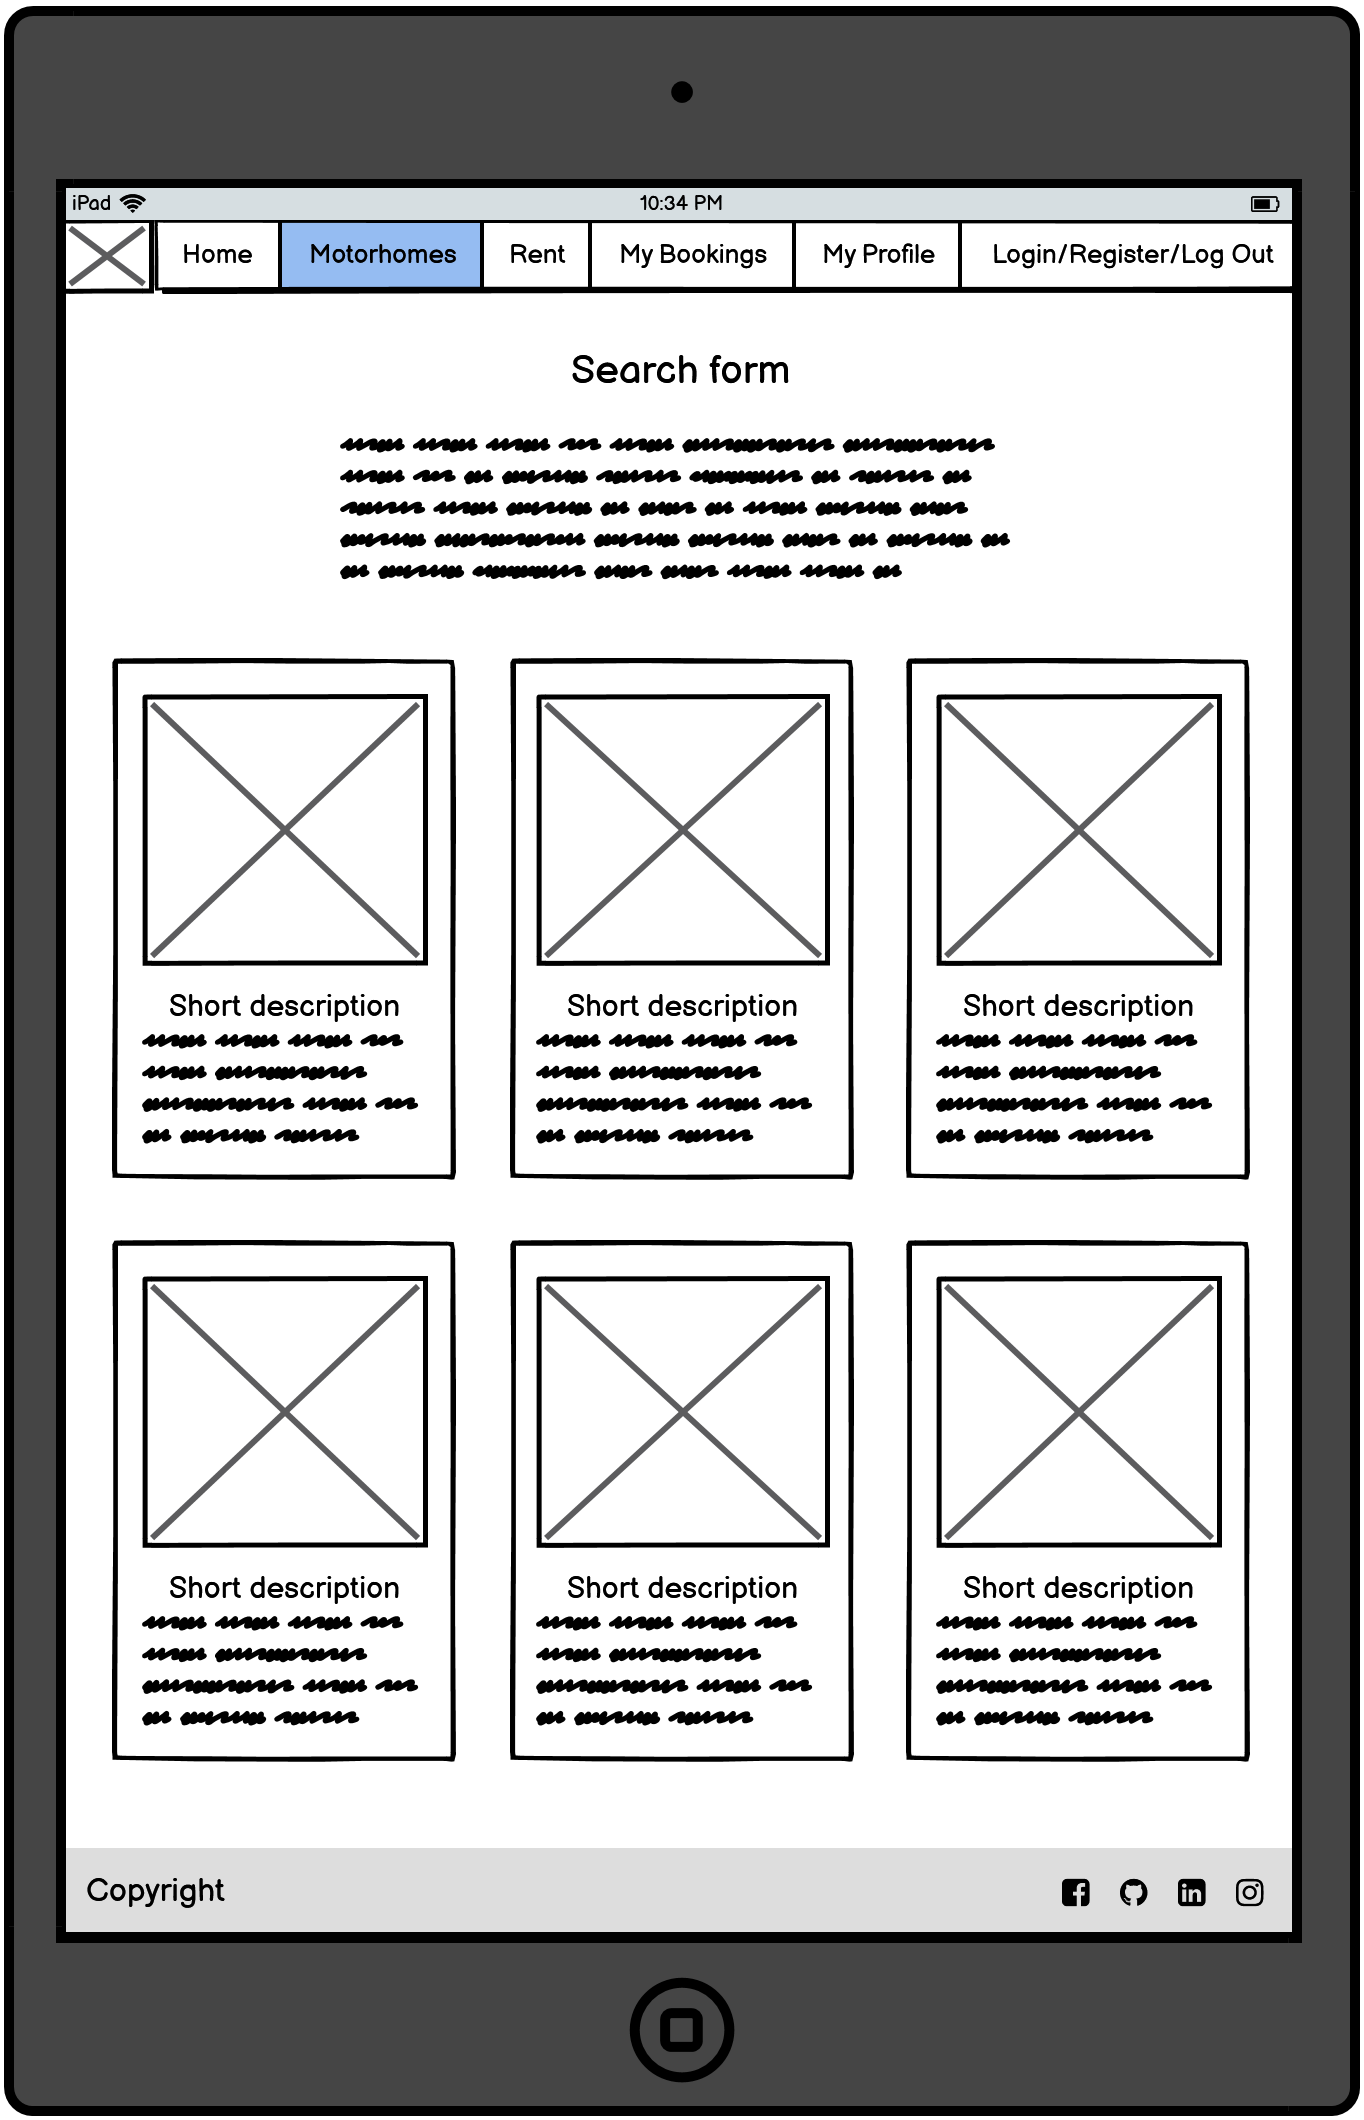 iPad 10:34 PM
Home Motorhomes Rent My Bookings My Profile Login/Register/Log Out
Search form
Short description Short description Short description
Short description Short description Short description
Copyright